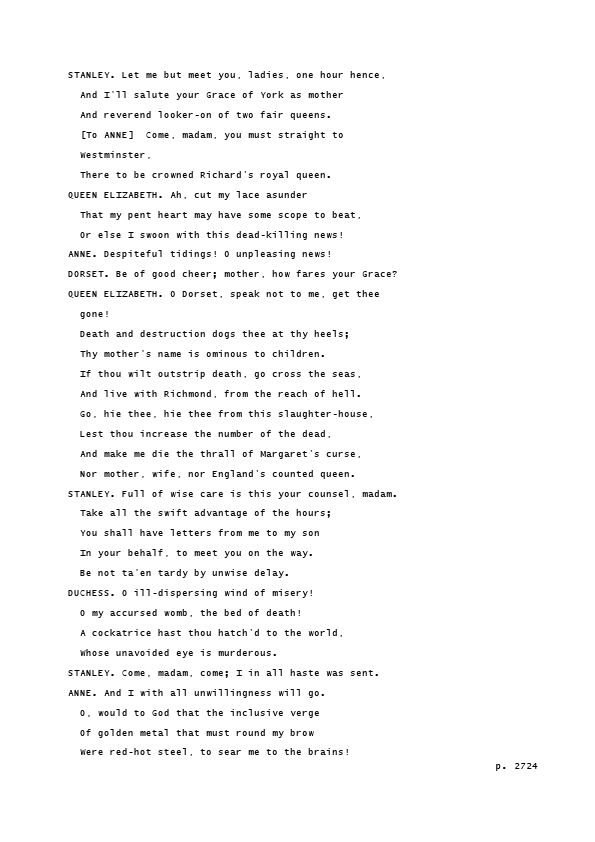 STANLEY. Let me but meet you, ladies, one hour hence,
And I'll salute your Grace of York as mother
And reverend looker-on of two fair queens.
[To ANNE]  Come, madam, you must straight to
Westminster,
There to be crowned Richard's royal queen.
QUEEN ELIZABETH. Ah, cut my lace asunder
That my pent heart may have some scope to beat,
Or else I swoon with this dead-killing news!
ANNE. Despiteful tidings! O unpleasing news!
DORSET. Be of good cheer; mother, how fares your Grace?
QUEEN ELIZABETH. O Dorset, speak not to me, get thee
gone!
Death and destruction dogs thee at thy heels;
Thy mother's name is ominous to children.
If thou wilt outstrip death, go cross the seas,
And live with Richmond, from the reach of hell.
Go, hie thee, hie thee from this slaughter-house,
Lest thou increase the number of the dead,
And make me die the thrall of Margaret's curse,
Nor mother, wife, nor England's counted queen.
STANLEY. Full of wise care is this your counsel, madam.
Take all the swift advantage of the hours;
You shall have letters from me to my son
In your behalf, to meet you on the way.
Be not ta'en tardy by unwise delay.
DUCHESS. O ill-dispersing wind of misery!
O my accursed womb, the bed of death!
A cockatrice hast thou hatch'd to the world,
Whose unavoided eye is murderous.
STANLEY. Come, madam, come; I in all haste was sent.
ANNE. And I with all unwillingness will go.
O, would to God that the inclusive verge
Of golden metal that must round my brow
Were red-hot steel, to sear me to the brains!
p. 2724